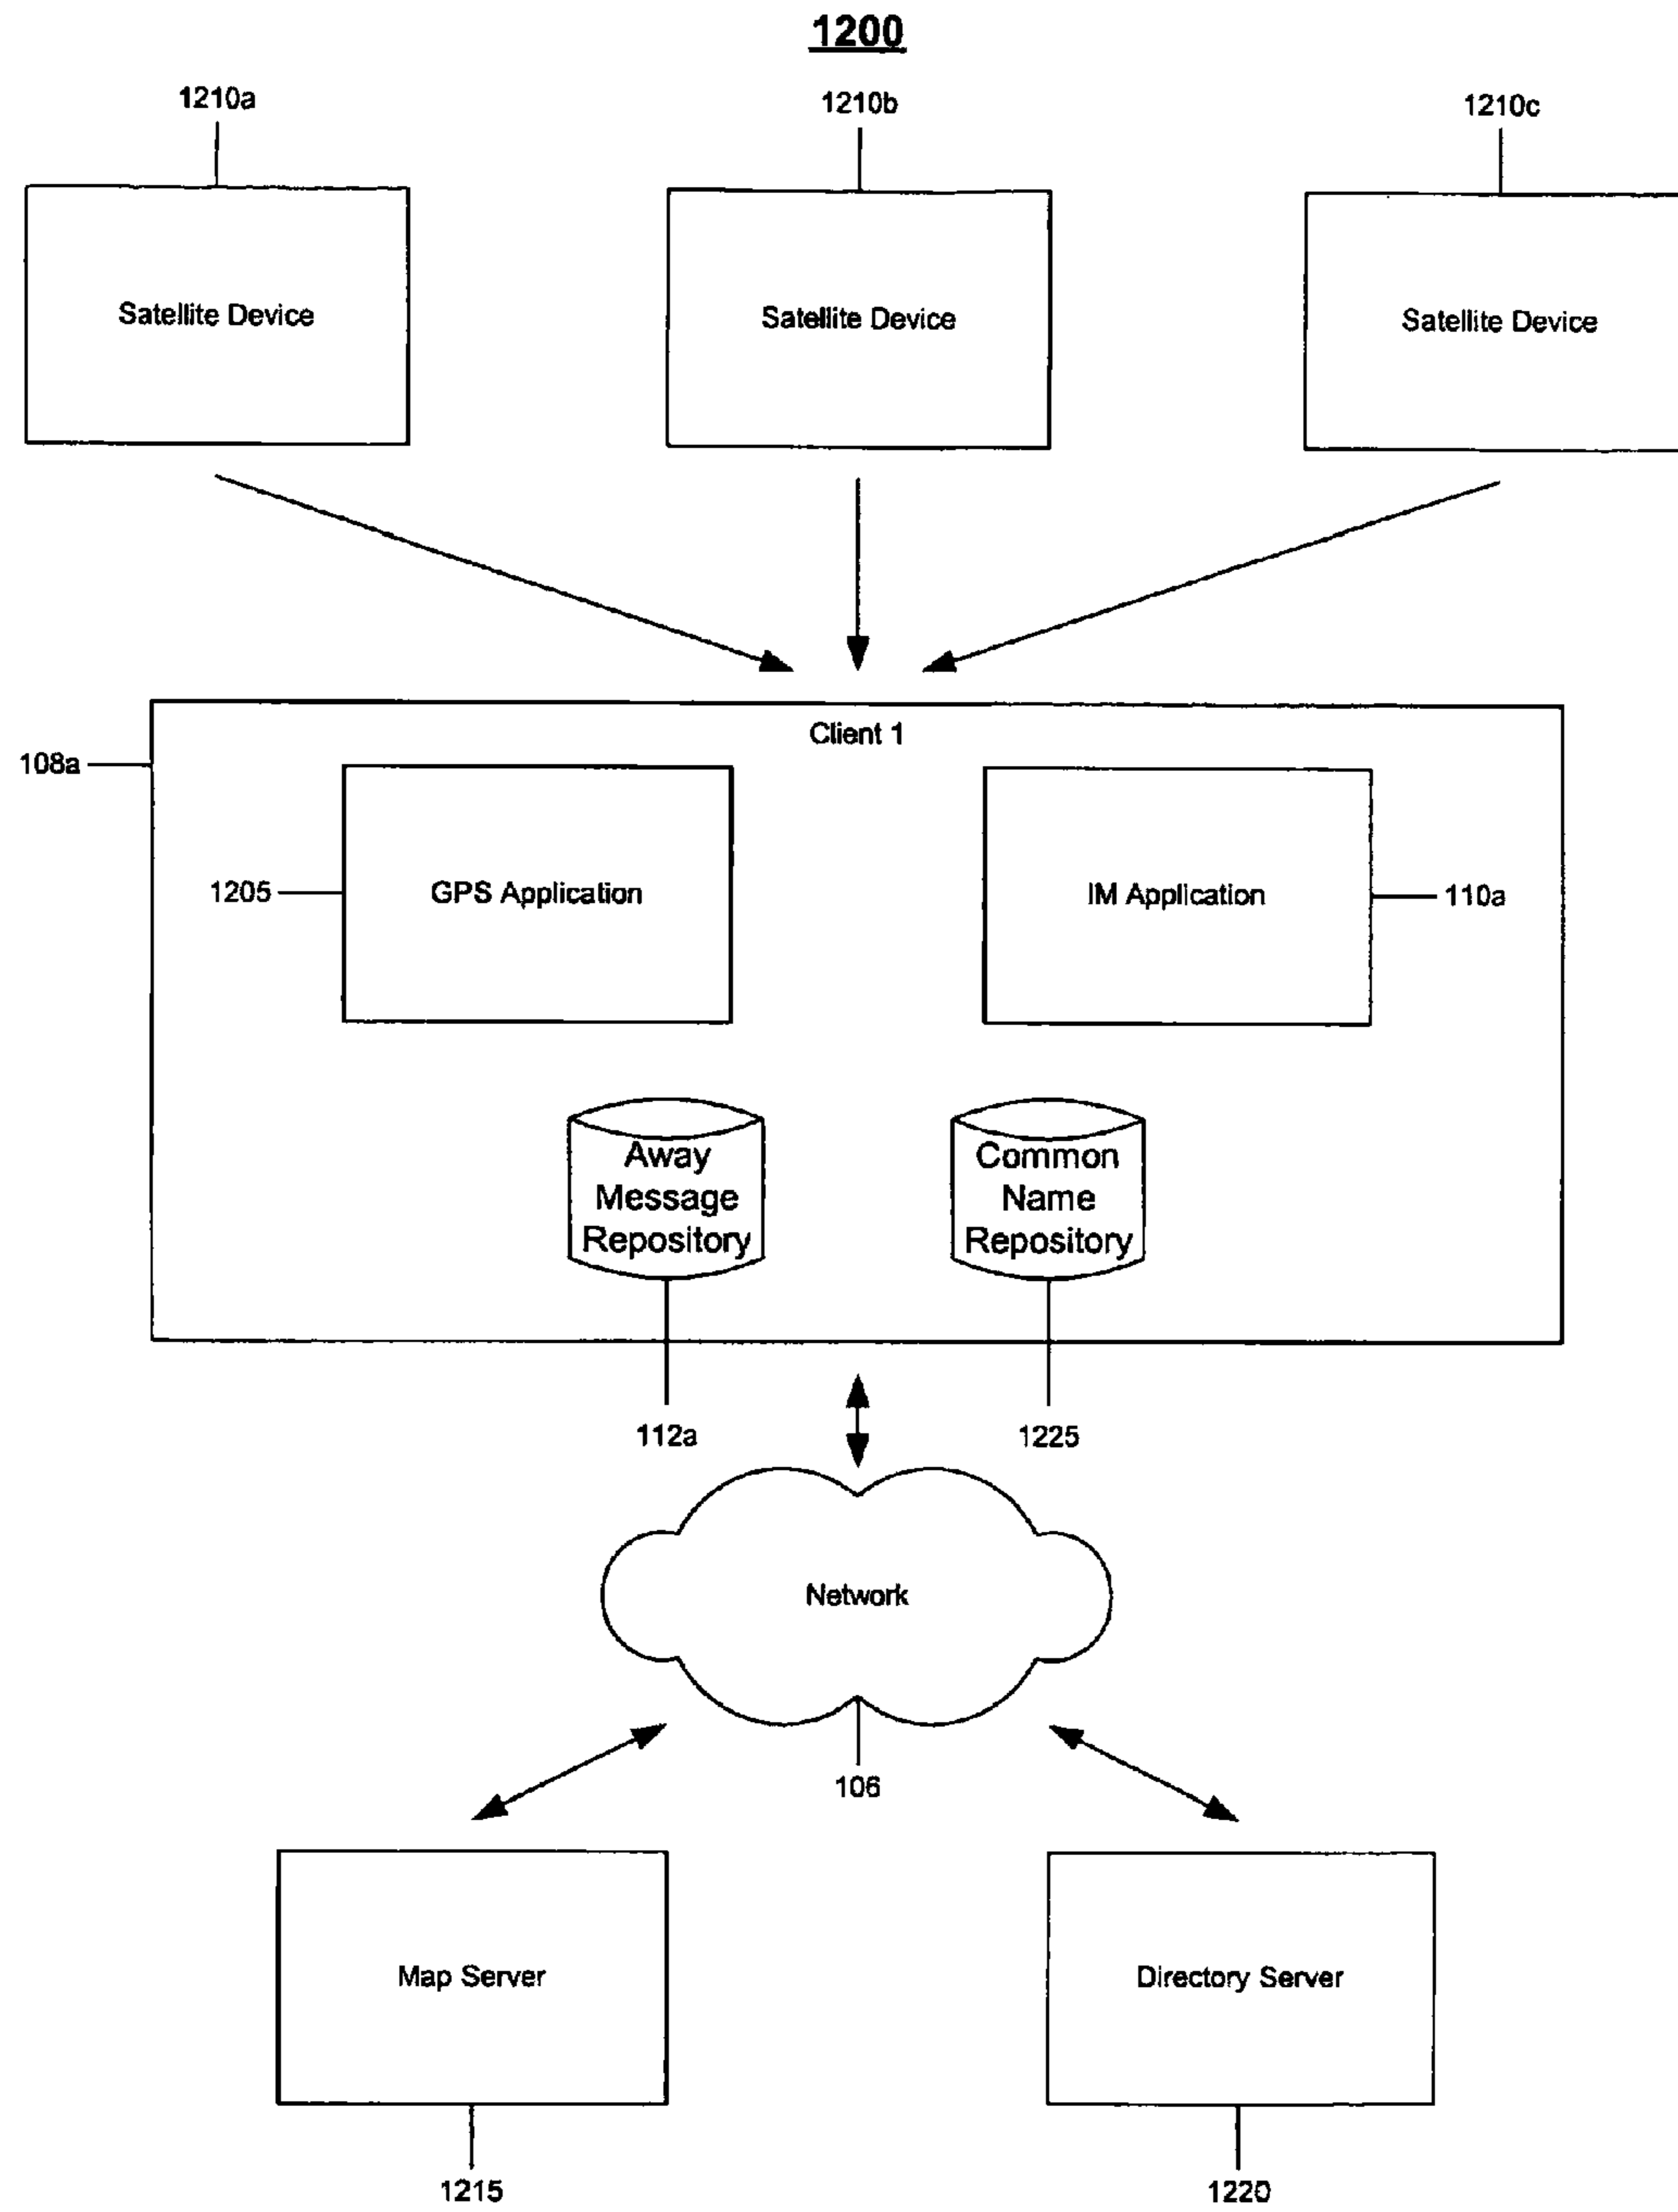 1200
1210a
1210b
1210c
Satellite Device
Satellite Device
Satellite Device
Client 1
108a
1205
GPS Application
IM Application
110a
Away
Message
Repository
Common
Name
Repository
112a
1225
Network
106
Map Server
Directory Server
1215
1220